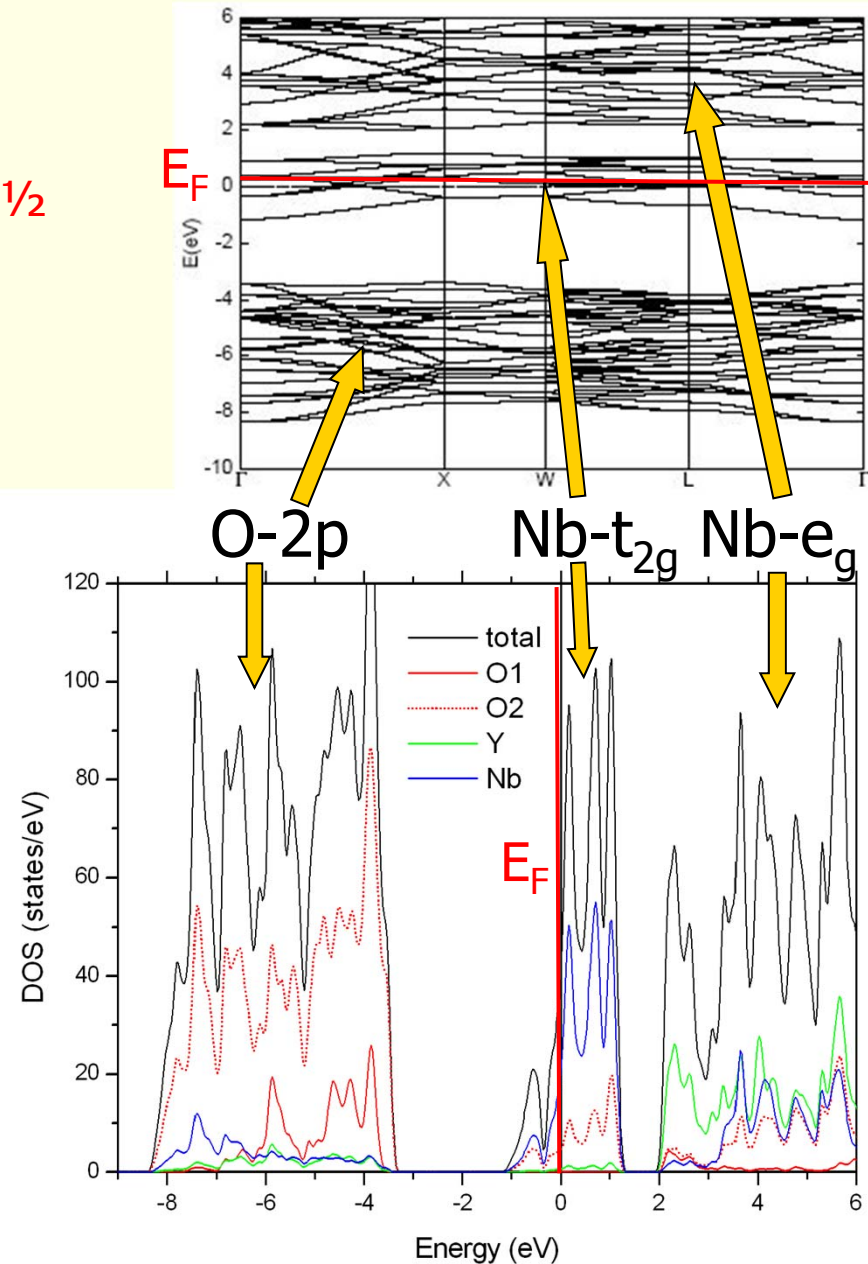 ½
E_F
E(eV)
6
4
2
0
-2
-4
-6
-8
-10
Γ X W L Γ
O-2p Nb-t₂g Nb-e_g
DOS (states/eV)
120
100
80
60
40
20
0
total
O1
O2
Y
Nb
E_F
-8 -6 -4 -2 0 2 4 6
Energy (eV)